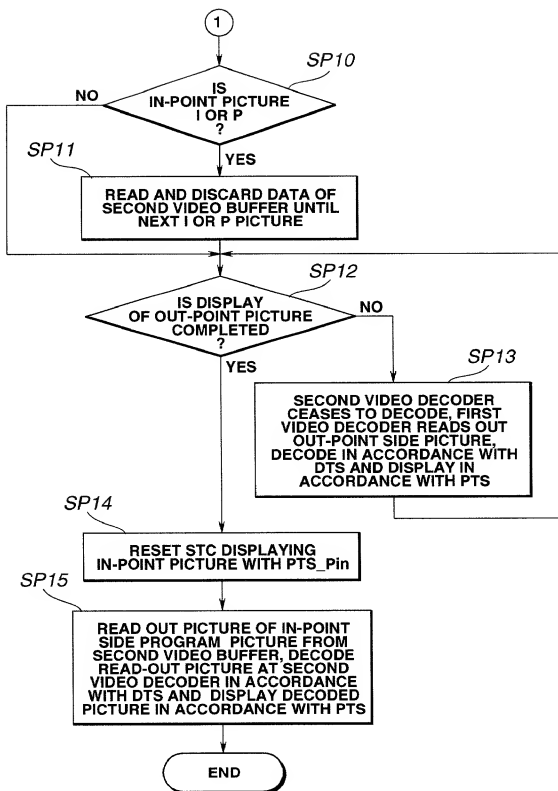 1
SP10
IS
IN-POINT PICTURE
I OR P
?
NO
YES
SP11
READ AND DISCARD DATA OF
SECOND VIDEO BUFFER UNTIL
NEXT I OR P PICTURE
SP12
IS DISPLAY
OF OUT-POINT PICTURE
COMPLETED
?
NO
YES
SP13
SECOND VIDEO DECODER
CEASES TO DECODE, FIRST
VIDEO DECODER READS OUT
OUT-POINT SIDE PICTURE,
DECODE IN ACCORDANCE WITH
DTS AND DISPLAY IN
ACCORDANCE WITH PTS
SP14
RESET STC DISPLAYING
IN-POINT PICTURE WITH PTS_Pin
SP15
READ OUT PICTURE OF IN-POINT
SIDE PROGRAM PICTURE FROM
SECOND VIDEO BUFFER, DECODE
READ-OUT PICTURE AT SECOND
VIDEO DECODER IN ACCORDANCE
WITH DTS AND DISPLAY DECODED
PICTURE IN ACCORDANCE WITH PTS
END